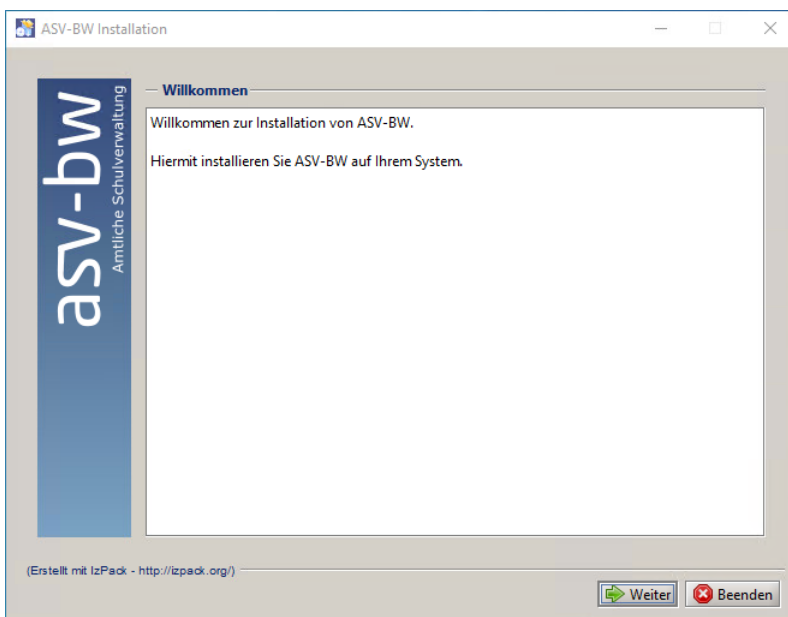 ASV-BW Installation
asv-bw
Amtliche Schulverwaltung
Willkommen
Willkommen zur Installation von ASV-BW.
Hiermit installieren Sie ASV-BW auf Ihrem System.
(Erstellt mit IzPack - http://izpack.org/)
Weiter
Beenden